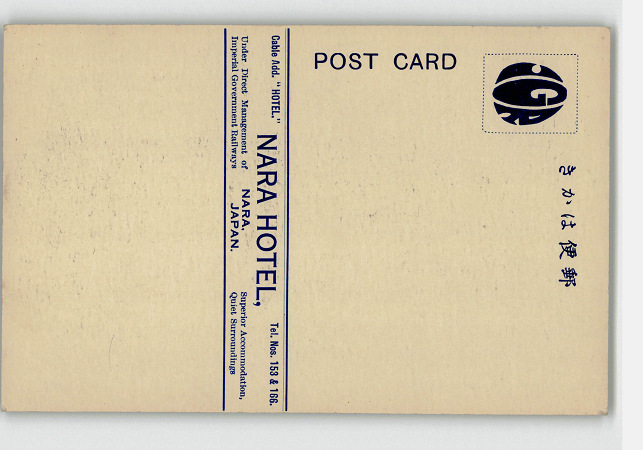 POST CARD
IGR
きかは便郵
Cable Add. "HOTEL." NARA HOTEL, Tel. Nos. 153 & 166.
Under Direct Management of
Imperial Government Railways
NARA,
JAPAN.
Superior Accommodation,
Quiet Surroundings